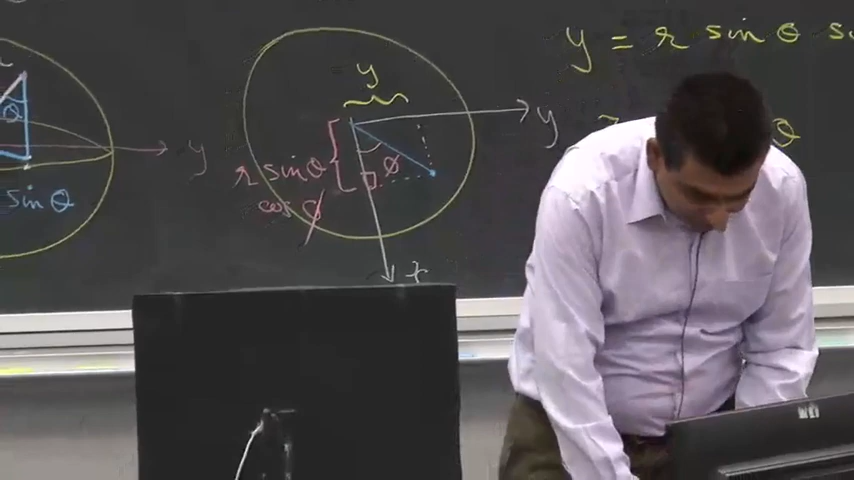 y = r sin θ
θ
y
sin θ
y
y
r sin θ
cos ϕ
ϕ
x
θ